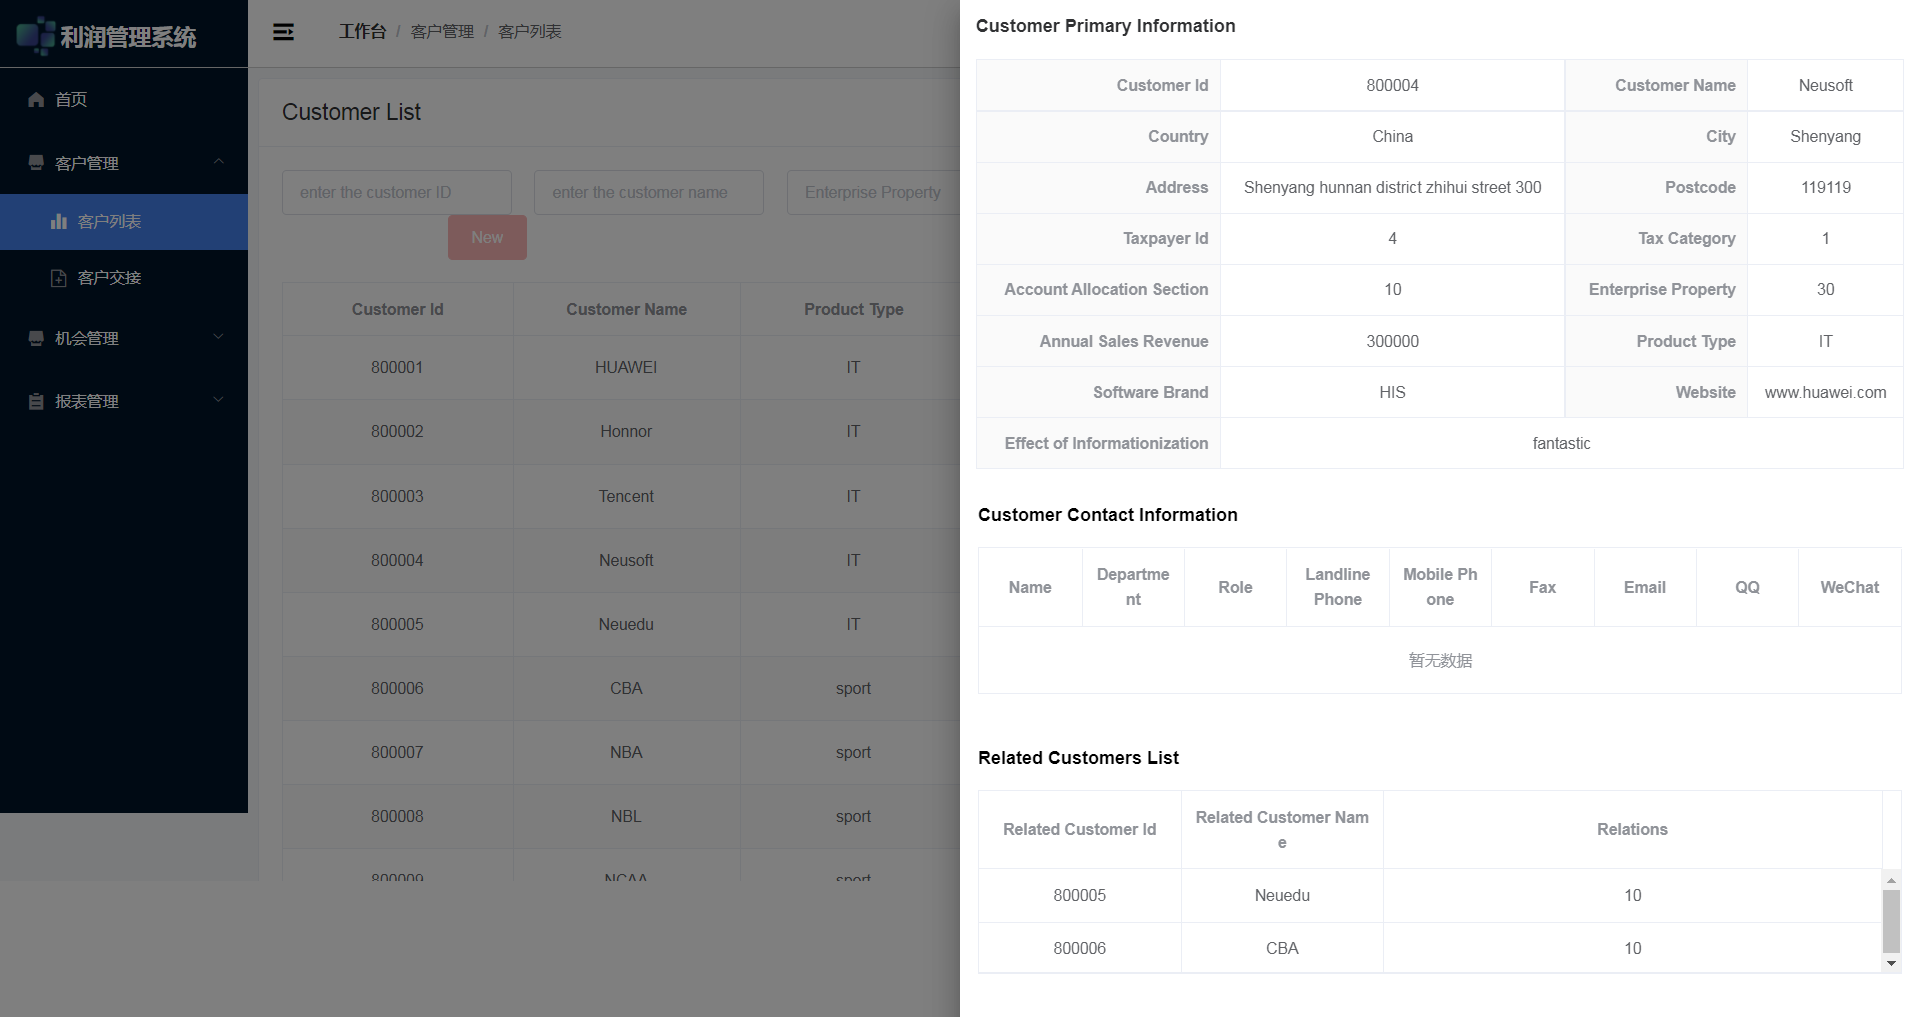 利润管理系统
首页
客户管理
客户列表
客户交接
机会管理
报表管理
工作台 / 客户管理 / 客户列表
Customer List
enter the customer ID
enter the customer name
Enterprise Property
New
Customer Id Customer Name Product Type
800001 HUAWEI IT
800002 Honnor IT
800003 Tencent IT
800004 Neusoft IT
800005 Neuedu IT
800006 CBA sport
800007 NBA sport
800008 NBL sport
800009 NCAA sport
Customer Primary Information
Customer Id 800004 Customer Name Neusoft
Country China City Shenyang
Address Shenyang hunnan district zhihui street 300 Postcode 119119
Taxpayer Id 4 Tax Category 1
Account Allocation Section 10 Enterprise Property 30
Annual Sales Revenue 300000 Product Type IT
Software Brand HIS Website www.huawei.com
Effect of Informationization fantastic
Customer Contact Information
Name
Departme
nt
Role
Landline
Phone
Mobile Ph
one
Fax
Email
QQ
WeChat
暂无数据
Related Customers List
Related Customer Id
Related Customer Nam
e
Relations
800005 Neuedu 10
800006 CBA 10